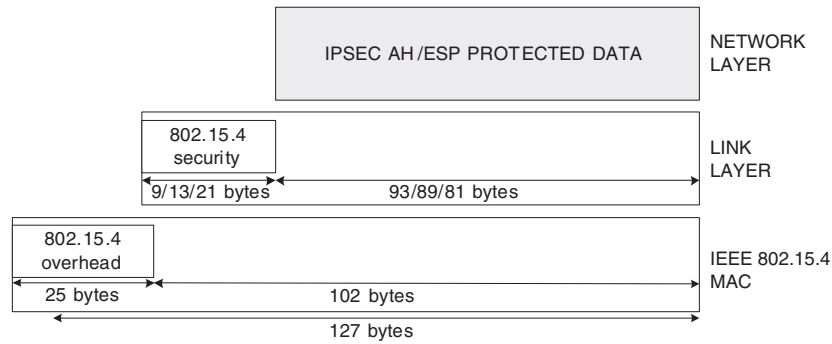 IPSEC AH/ESP PROTECTED DATA
NETWORK
LAYER
802.15.4
security
9/13/21 bytes
93/89/81 bytes
LINK
LAYER
802.15.4
overhead
25 bytes
102 bytes
IEEE 802.15.4
MAC
127 bytes